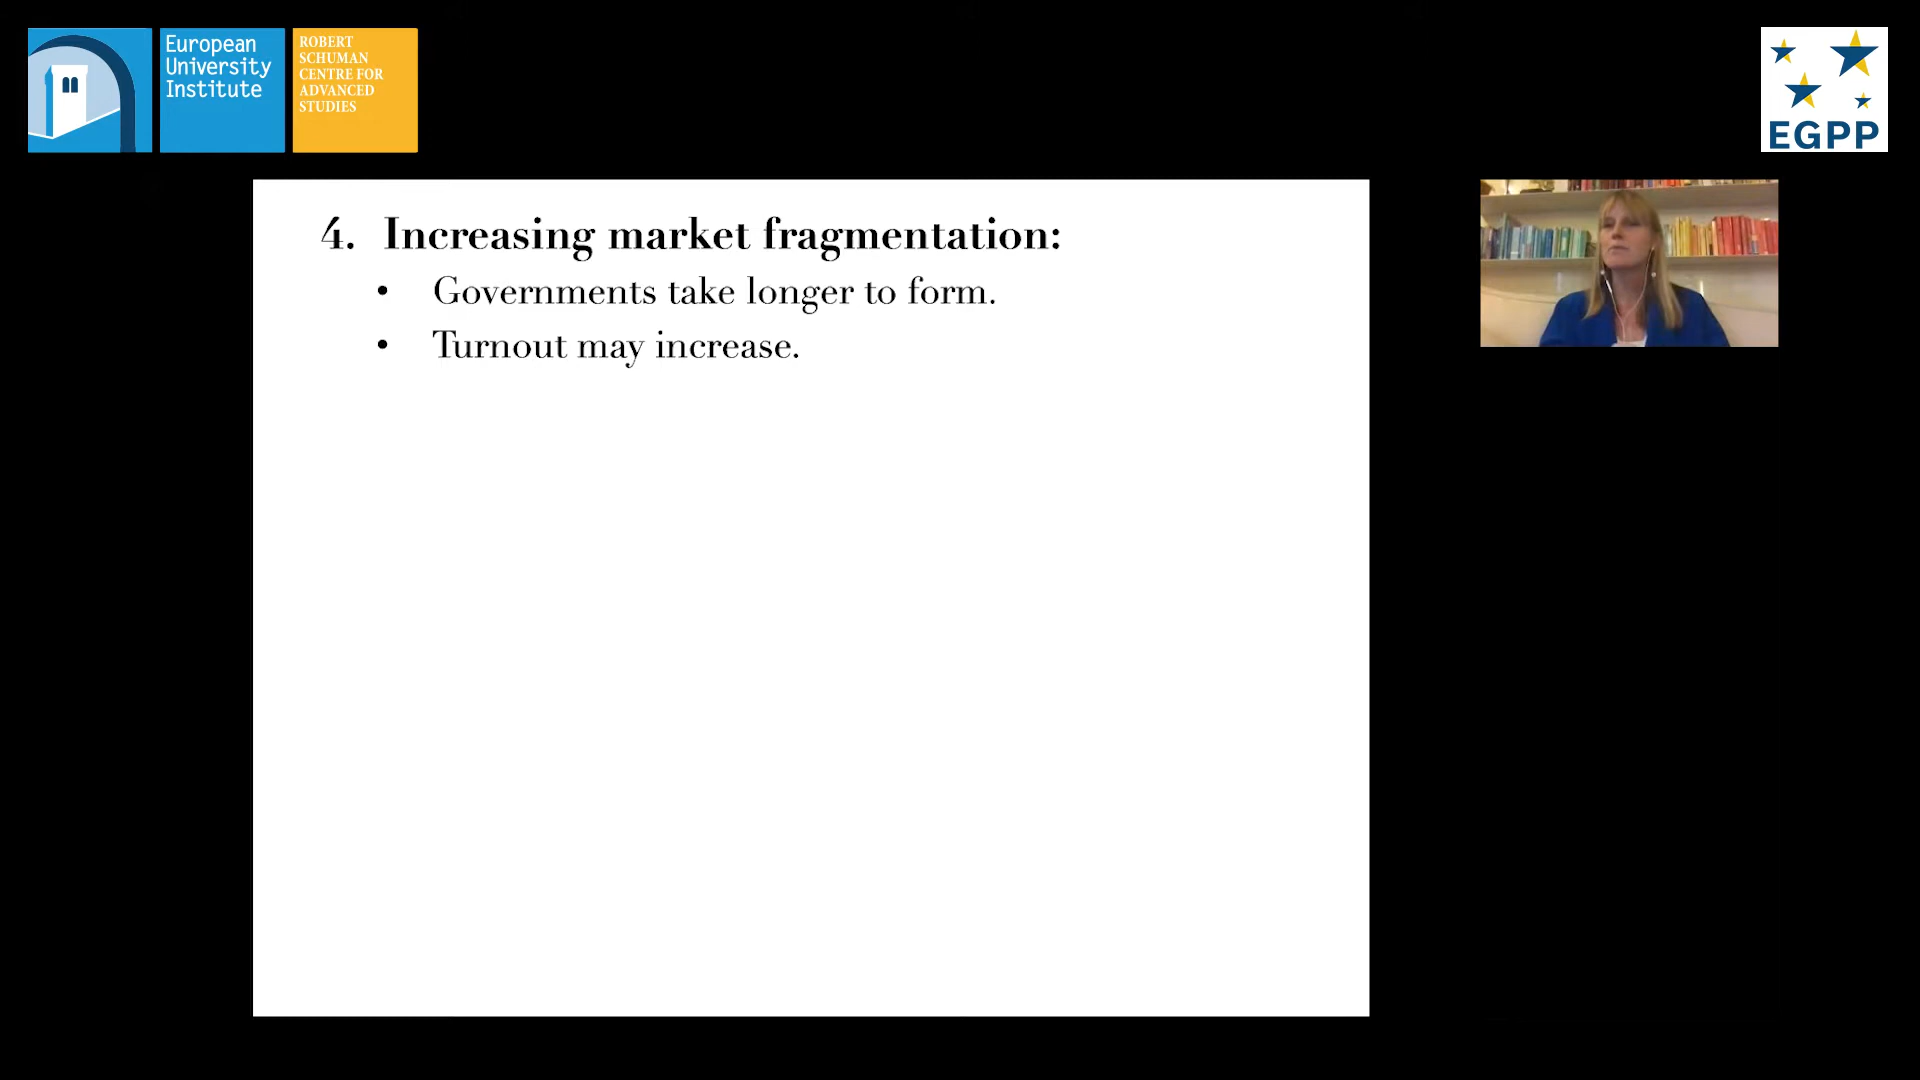 European
University
Institute
ROBERT
SCHUMAN
CENTRE FOR
ADVANCED
STUDIES
EGPP
4. Increasing market fragmentation:
• Governments take longer to form.
• Turnout may increase.